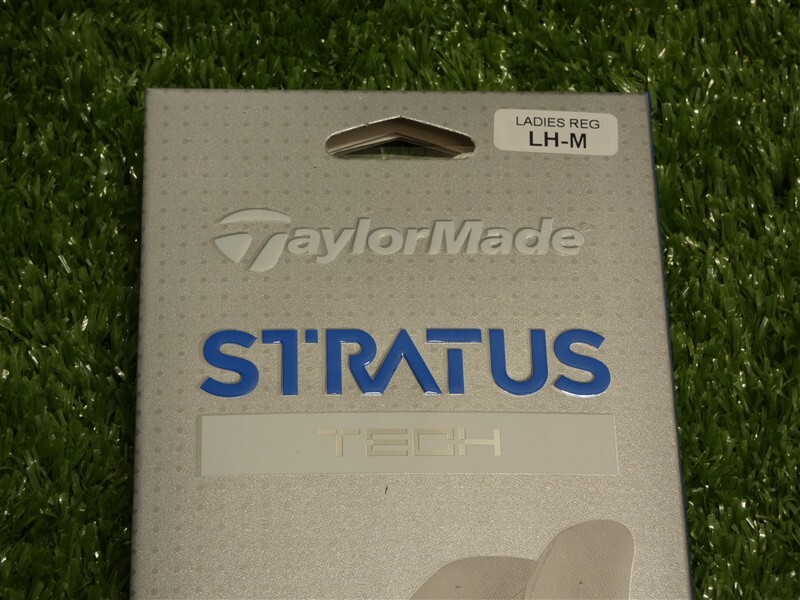 LADIES REG
LH-M
TaylorMade
STRATUS
TECH